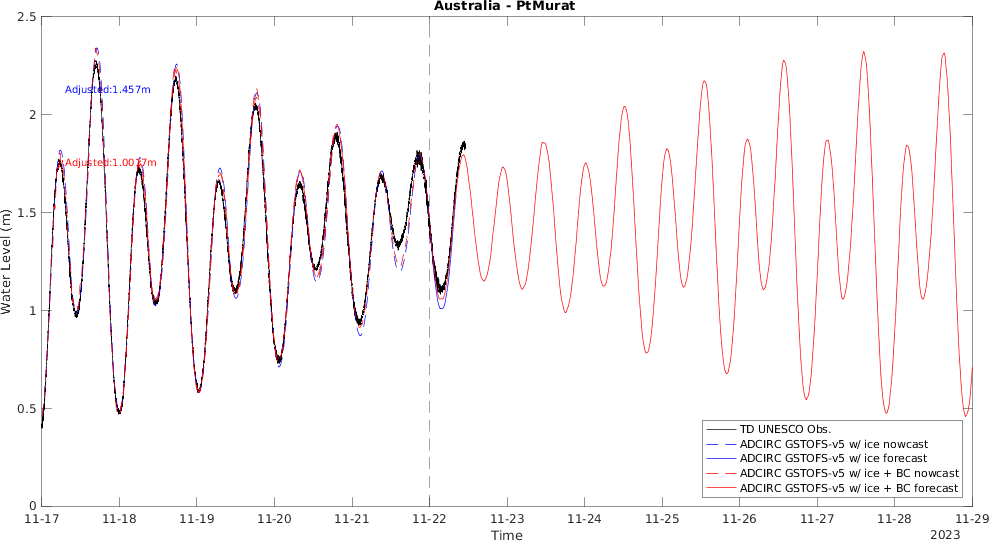 Australia - PtMurat
2.5
2
1.5
1
0.5
0
Water Level (m)
Adjusted:1.457m
Adjusted:1.0017m
TD UNESCO Obs.
ADCIRC GSTOFS-v5 w/ ice nowcast
ADCIRC GSTOFS-v5 w/ ice forecast
ADCIRC GSTOFS-v5 w/ ice + BC nowcast
ADCIRC GSTOFS-v5 w/ ice + BC forecast
11-17 11-18 11-19 11-20 11-21 11-22 11-23 11-24 11-25 11-26 11-27 11-28 11-29
Time
2023